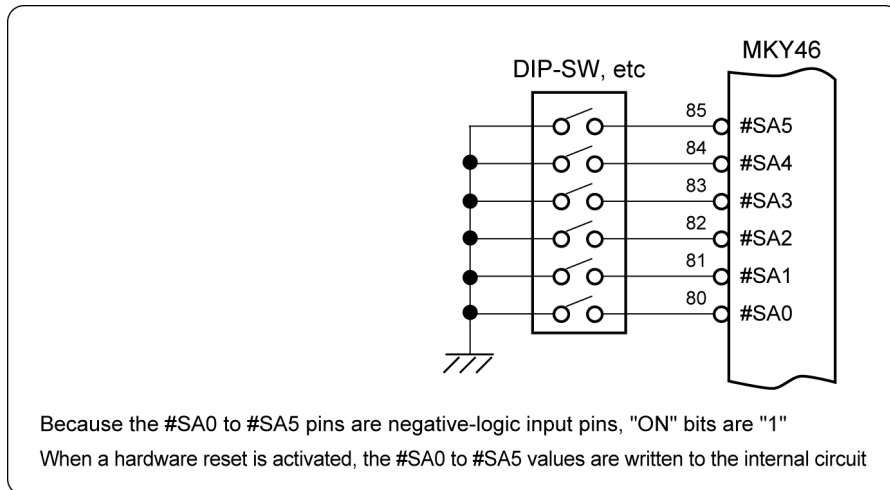 MKY46
DIP-SW, etc
85 #SA5
84 #SA4
83 #SA3
82 #SA2
81 #SA1
80 #SA0
Because the #SA0 to #SA5 pins are negative-logic input pins, "ON" bits are "1"
When a hardware reset is activated, the #SA0 to #SA5 values are written to the internal circuit